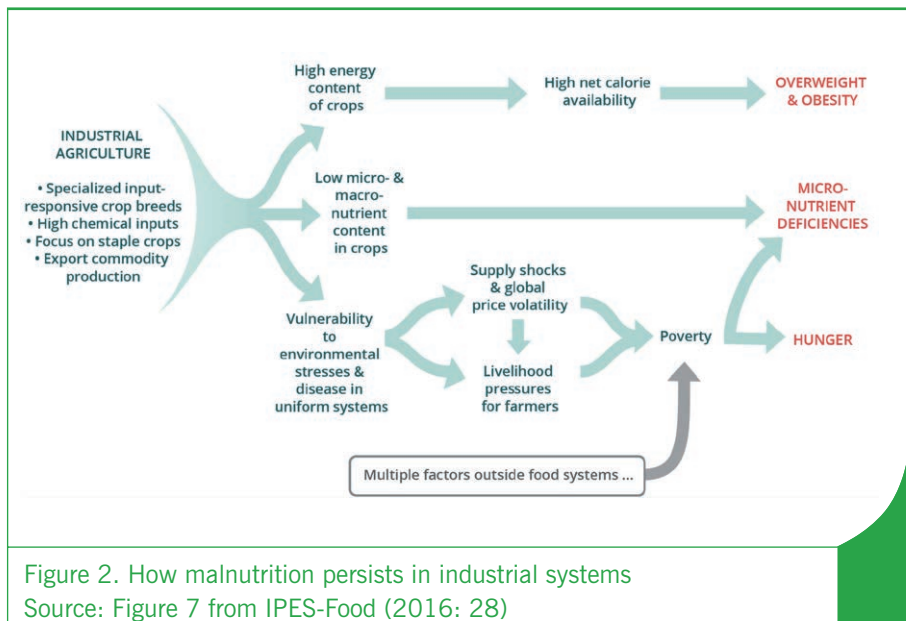 INDUSTRIAL
AGRICULTURE
• Specialized input-
responsive crop breeds
• High chemical inputs
• Focus on staple crops
• Export commodity
production
High energy
content
of crops
High net calorie
availability
OVERWEIGHT
& OBESITY
Low micro- &
macro-
nutrient
content
in crops
MICRO-
NUTRIENT
DEFICIENCIES
Vulnerability
to
environmental
stresses &
disease in
uniform systems
Supply shocks
& global
price volatility
Livelihood
pressures
for farmers
Poverty
HUNGER
Multiple factors outside food systems ...
Figure 2. How malnutrition persists in industrial systems
Source: Figure 7 from IPES-Food (2016: 28)